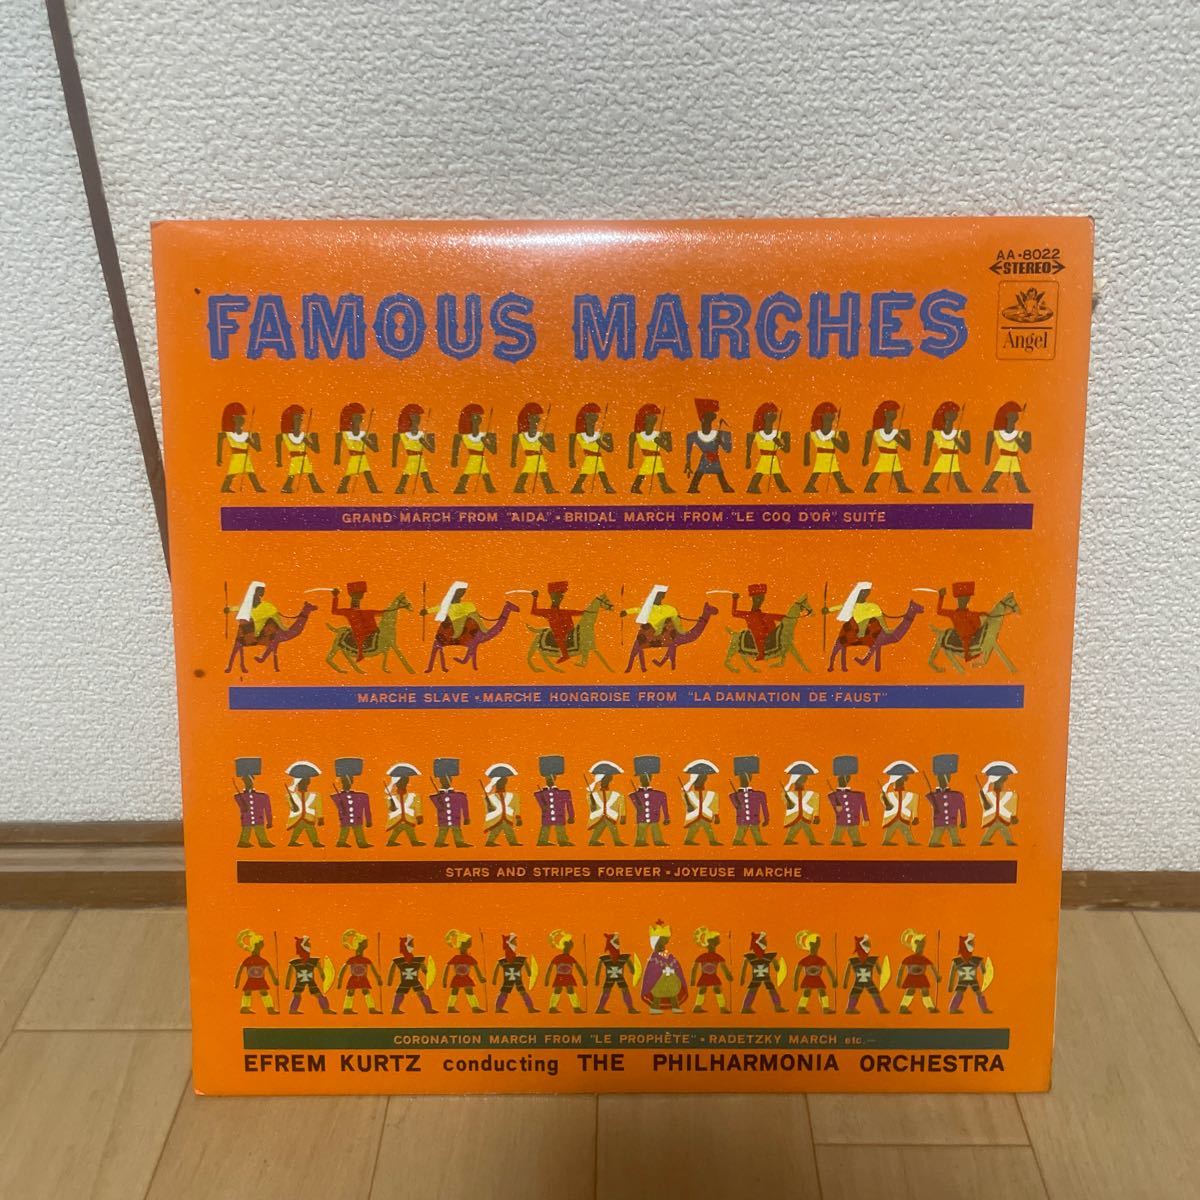 AA-8022
STEREO
FAMOUS MARCHES
Angel
GRAND MARCH FROM "AIDA" • BRIDAL MARCH FROM "LE COQ D'OR" SUITE
MARCHE SLAVE • MARCHE HONGROISE FROM "LA DAMNATION DE FAUST"
STARS AND STRIPES FOREVER • JOYEUSE MARCHE
CORONATION MARCH FROM "LE PROPHÈTE" • RADETZKY MARCH etc.—
EFREM KURTZ conducting THE PHILHARMONIA ORCHESTRA